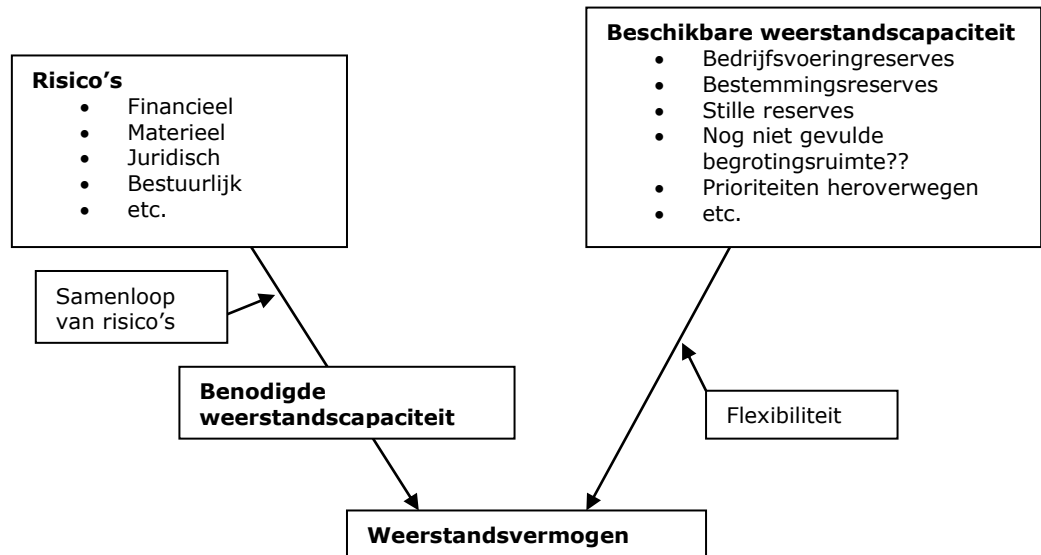 Risico’s
• Financieel
• Materieel
• Juridisch
• Bestuurlijk
• etc.
Beschikbare weerstandscapaciteit
• Bedrijfsvoeringreserves
• Bestemmingsreserves
• Stille reserves
• Nog niet gevulde
begrotingsruimte??
• Prioriteiten heroverwegen
• etc.
Samenloop
van risico’s
Benodigde
weerstandscapaciteit
Flexibiliteit
Weerstandsvermogen